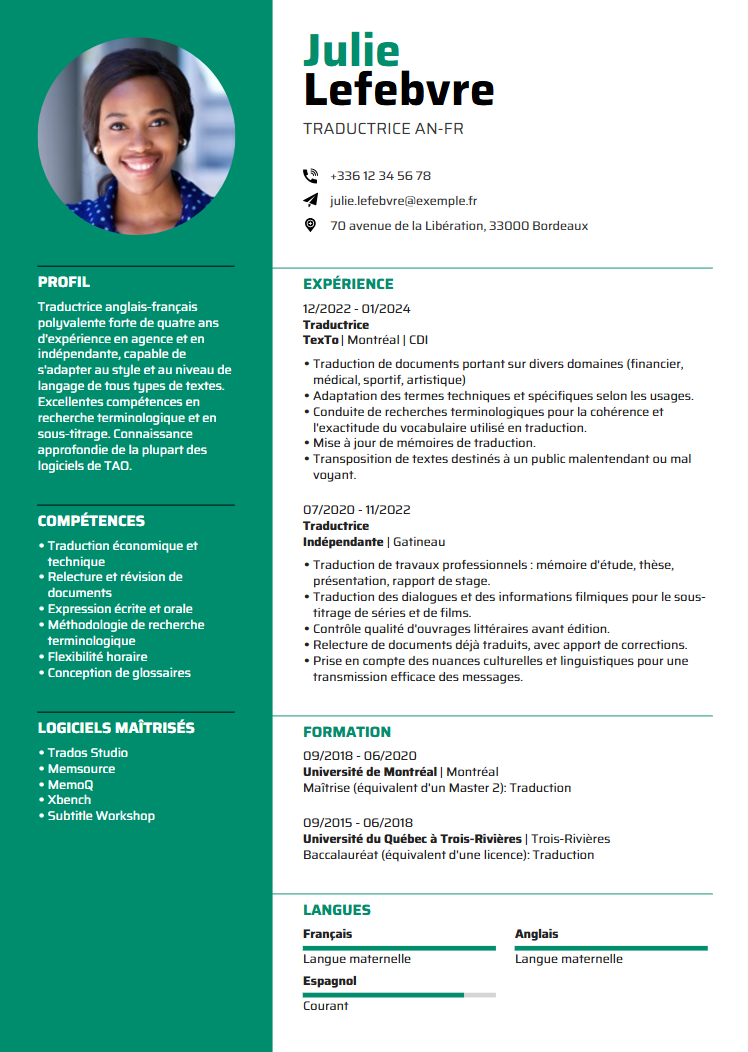 Julie
Lefebvre
TRADUCTRICE AN-FR
+336 12 34 56 78
julie.lefebvre@exemple.fr
70 avenue de la Libération, 33000 Bordeaux
PROFIL
Traductrice anglais-français
polyvalente forte de quatre ans
d'expérience en agence et en
indépendante, capable de
s'adapter au style et au niveau de
langage de tous types de textes.
Excellentes compétences en
recherche terminologique et en
sous-titrage. Connaissance
approfondie de la plupart des
logiciels de TAO.
COMPÉTENCES
• Traduction économique et
technique
• Relecture et révision de
documents
• Expression écrite et orale
• Méthodologie de recherche
terminologique
• Flexibilité horaire
• Conception de glossaires
LOGICIELS MAÎTRISÉS
• Trados Studio
• Memsource
• MemoQ
• Xbench
• Subtitle Workshop
EXPÉRIENCE
12/2022 - 01/2024
Traductrice
TexTo | Montréal | CDI
• Traduction de documents portant sur divers domaines (financier,
médical, sportif, artistique)
• Adaptation des termes techniques et spécifiques selon les usages.
• Conduite de recherches terminologiques pour la cohérence et
l'exactitude du vocabulaire utilisé en traduction.
• Mise à jour de mémoires de traduction.
• Transposition de textes destinés à un public malentendant ou mal
voyant.
07/2020 - 11/2022
Traductrice
Indépendante | Gatineau
• Traduction de travaux professionnels : mémoire d'étude, thèse,
présentation, rapport de stage.
• Traduction des dialogues et des informations filmiques pour le sous-
titrage de séries et de films.
• Contrôle qualité d'ouvrages littéraires avant édition.
• Relecture de documents déjà traduits, avec apport de corrections.
• Prise en compte des nuances culturelles et linguistiques pour une
transmission efficace des messages.
FORMATION
09/2018 - 06/2020
Université de Montréal | Montréal
Maîtrise (équivalent d'un Master 2): Traduction
09/2015 - 06/2018
Université du Québec à Trois-Rivières | Trois-Rivières
Baccalauréat (équivalent d'une licence): Traduction
LANGUES
Français
Langue maternelle
Anglais
Langue maternelle
Espagnol
Courant